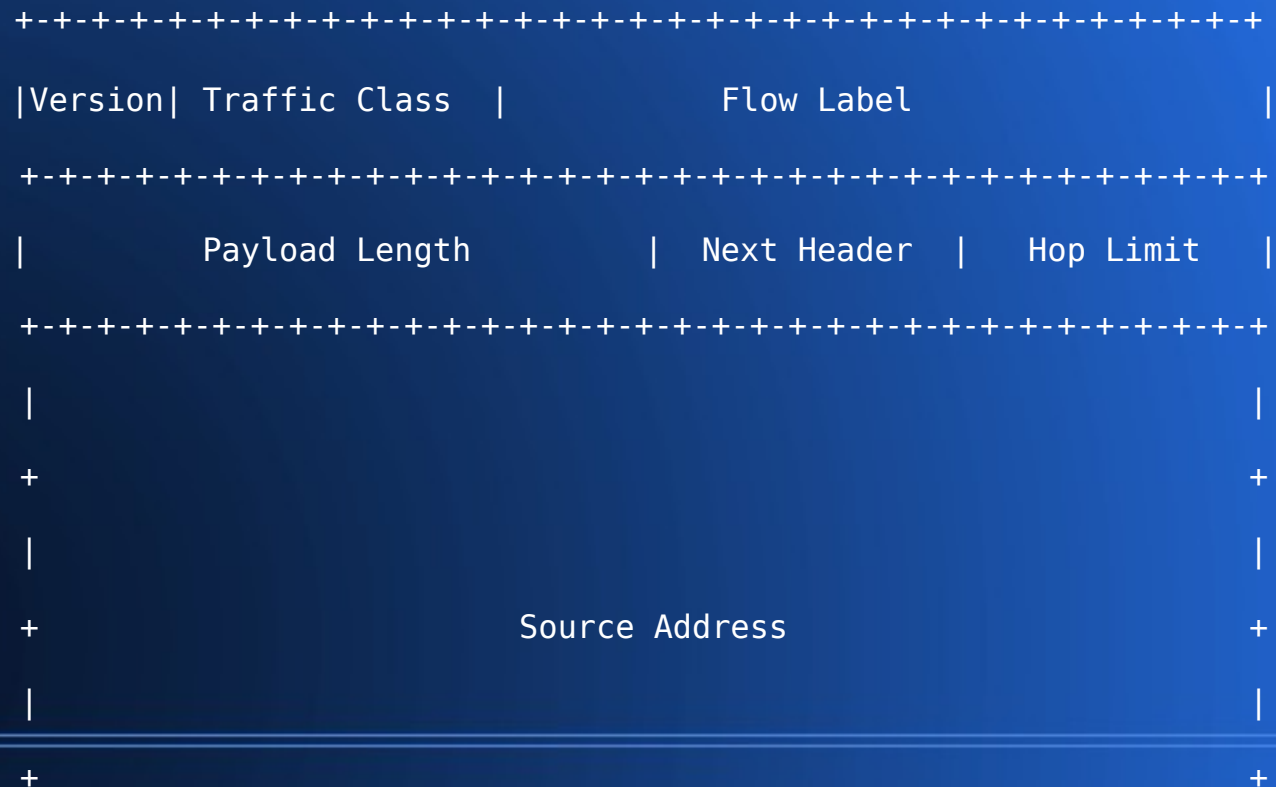 +-+-+-+-+-+-+-+-+-+-+-+-+-+-+-+-+-+-+-+-+-+-+-+-+-+-+-+-+-+-+-+-+-+
|Version| Traffic Class  |           Flow Label                  |
+-+-+-+-+-+-+-+-+-+-+-+-+-+-+-+-+-+-+-+-+-+-+-+-+-+-+-+-+-+-+-+-+-+
|         Payload Length         |  Next Header  |   Hop Limit   |
+-+-+-+-+-+-+-+-+-+-+-+-+-+-+-+-+-+-+-+-+-+-+-+-+-+-+-+-+-+-+-+-+-+
|                                                               |
+                                                               +
|                                                               |
+                         Source Address                        +
|                                                               |
+                                                               +